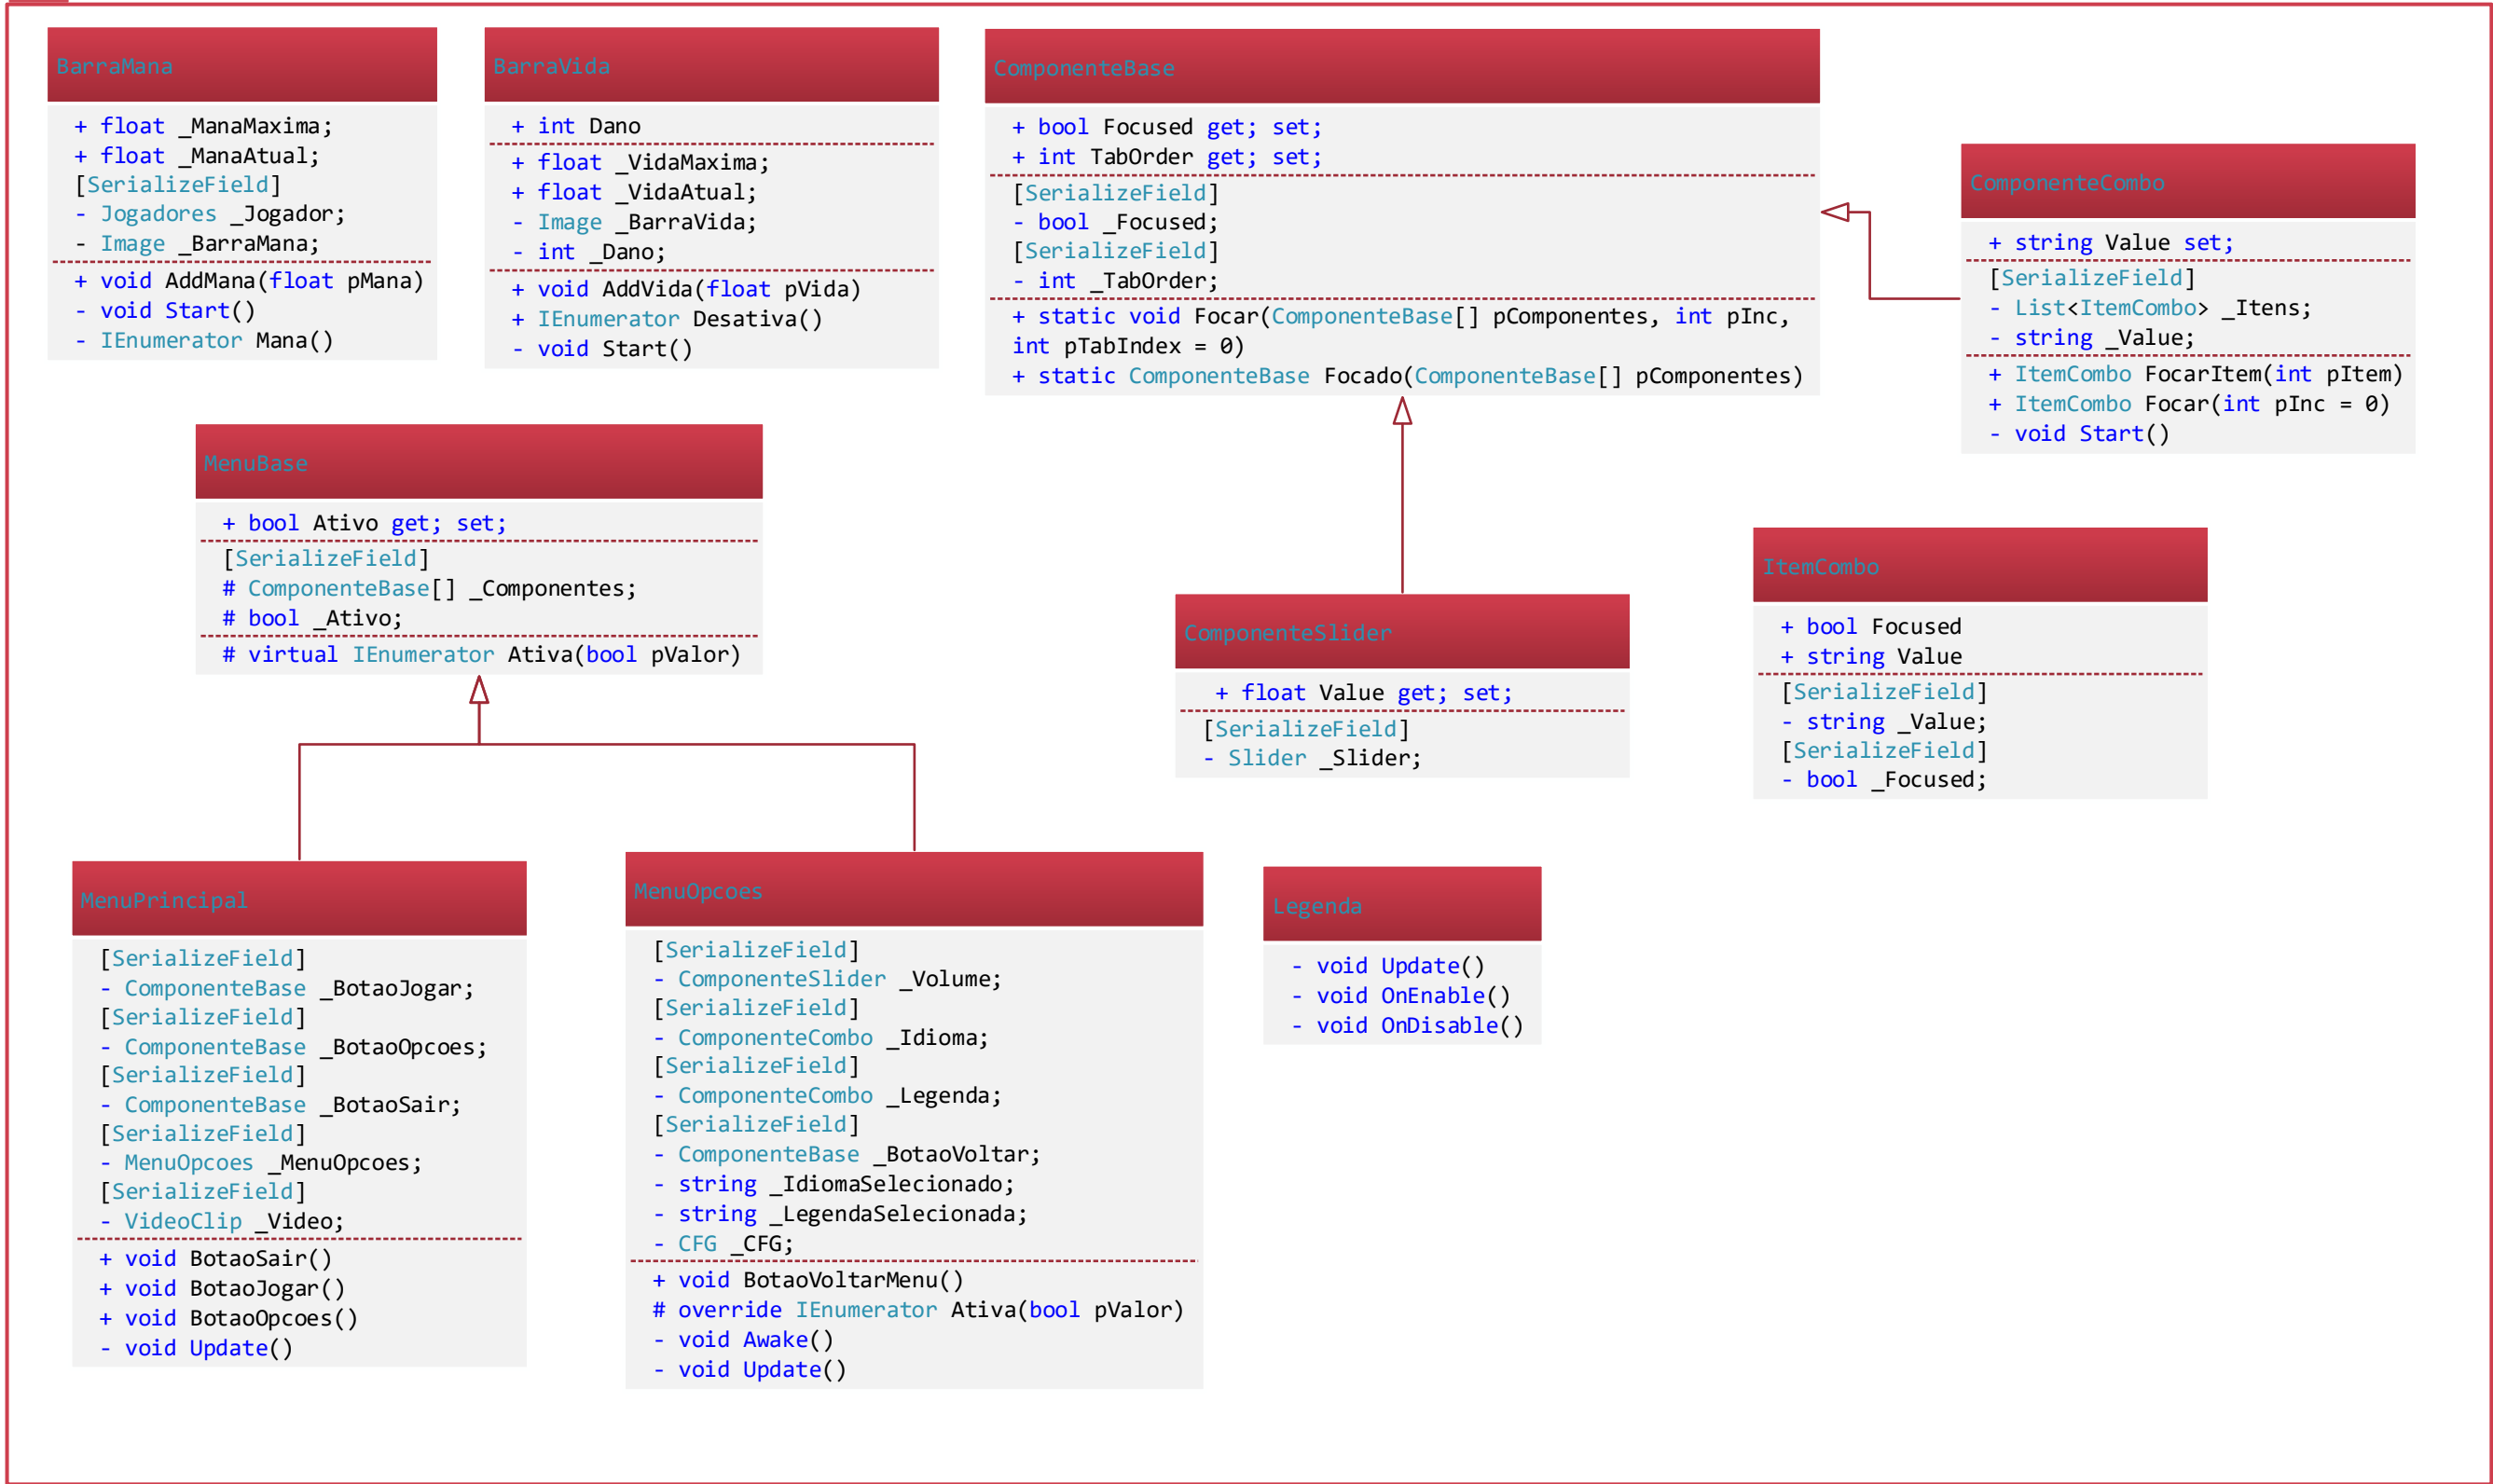 BarraMana
+ float _ManaMaxima;
+ float _ManaAtual;
[SerializeField]
- Jogadores _Jogador;
- Image _BarraMana;
+ void AddMana(float pMana)
- void Start()
- IEnumerator Mana()
BarraVida
+ int Dano
+ float _VidaMaxima;
+ float _VidaAtual;
- Image _BarraVida;
- int _Dano;
+ void AddVida(float pVida)
+ IEnumerator Desativa()
- void Start()
ComponenteBase
+ bool Focused get; set;
+ int TabOrder get; set;
[SerializeField]
- bool _Focused;
[SerializeField]
- int _TabOrder;
+ static void Focar(ComponenteBase[] pComponentes, int pInc,
int pTabIndex = 0)
+ static ComponenteBase Focado(ComponenteBase[] pComponentes)
ComponenteCombo
+ string Value set;
[SerializeField]
- List<ItemCombo> _Itens;
- string _Value;
+ ItemCombo FocarItem(int pItem)
+ ItemCombo Focar(int pInc = 0)
- void Start()
MenuBase
+ bool Ativo get; set;
[SerializeField]
# ComponenteBase[] _Componentes;
# bool _Ativo;
# virtual IEnumerator Ativa(bool pValor)
ComponenteSlider
+ float Value get; set;
[SerializeField]
- Slider _Slider;
ItemCombo
+ bool Focused
+ string Value
[SerializeField]
- string _Value;
[SerializeField]
- bool _Focused;
MenuPrincipal
[SerializeField]
- ComponenteBase _BotaoJogar;
[SerializeField]
- ComponenteBase _BotaoOpcoes;
[SerializeField]
- ComponenteBase _BotaoSair;
[SerializeField]
- MenuOpcoes _MenuOpcoes;
[SerializeField]
- VideoClip _Video;
+ void BotaoSair()
+ void BotaoJogar()
+ void BotaoOpcoes()
- void Update()
MenuOpcoes
[SerializeField]
- ComponenteSlider _Volume;
[SerializeField]
- ComponenteCombo _Idioma;
[SerializeField]
- ComponenteCombo _Legenda;
[SerializeField]
- ComponenteBase _BotaoVoltar;
- string _IdiomaSelecionado;
- string _LegendaSelecionada;
- CFG _CFG;
+ void BotaoVoltarMenu()
# override IEnumerator Ativa(bool pValor)
- void Awake()
- void Update()
Legenda
- void Update()
- void OnEnable()
- void OnDisable()